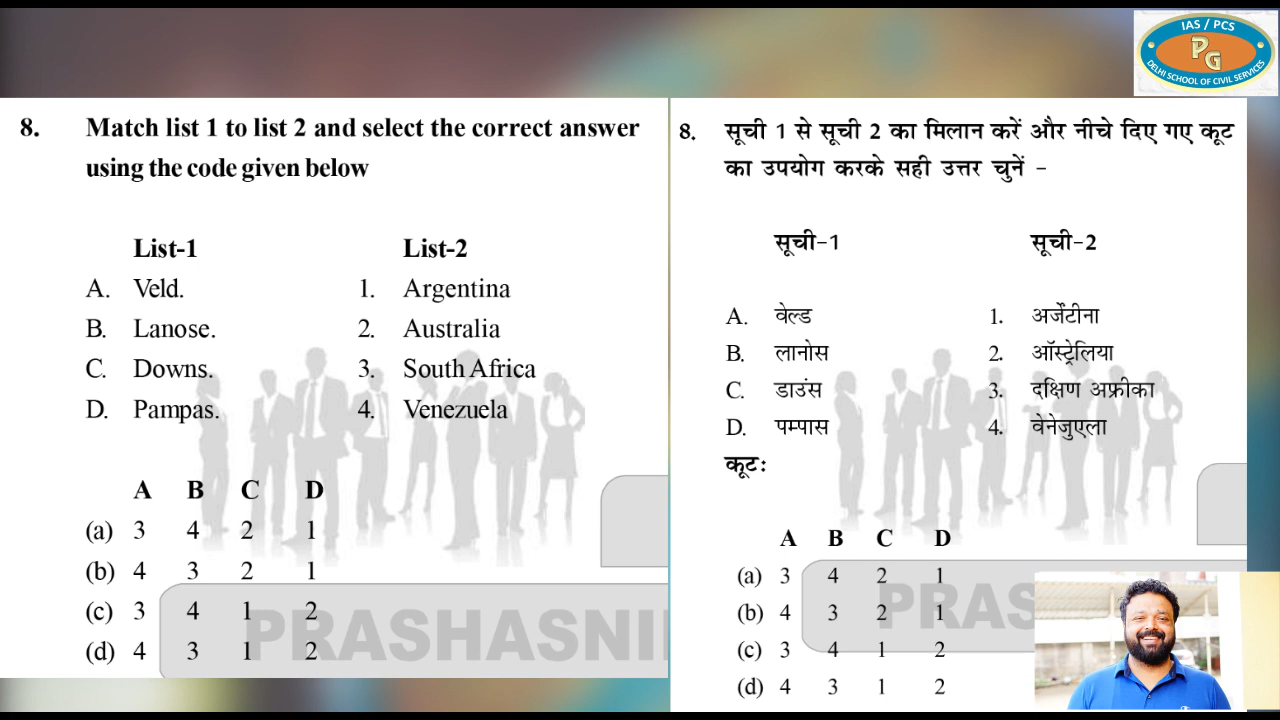 IAS / PCS
PG
DELHI SCHOOL OF CIVIL SERVICES
8. Match list 1 to list 2 and select the correct answer
using the code given below
List-1 List-2
A. Veld. 1. Argentina
B. Lanose. 2. Australia
C. Downs. 3. South Africa
D. Pampas. 4. Venezuela
A B C D
(a) 3 4 2 1
(b) 4 3 2 1
(c) 3 4 1 2
(d) 4 3 1 2
PRASHASNI
8. सूची 1 से सूची 2 का मिलान करें और नीचे दिए गए कूट
का उपयोग करके सही उत्तर चुनें -
सूची-1 सूची-2
A. वेल्ड 1. अर्जेंटीना
B. लानोस 2. ऑस्ट्रेलिया
C. डाउंस 3. दक्षिण अफ्रीका
D. पम्पास 4. वेनेजुएला
कूटः
A B C D
(a) 3 4 2 1
(b) 4 3 2 1
(c) 3 4 1 2
(d) 4 3 1 2
PRAS